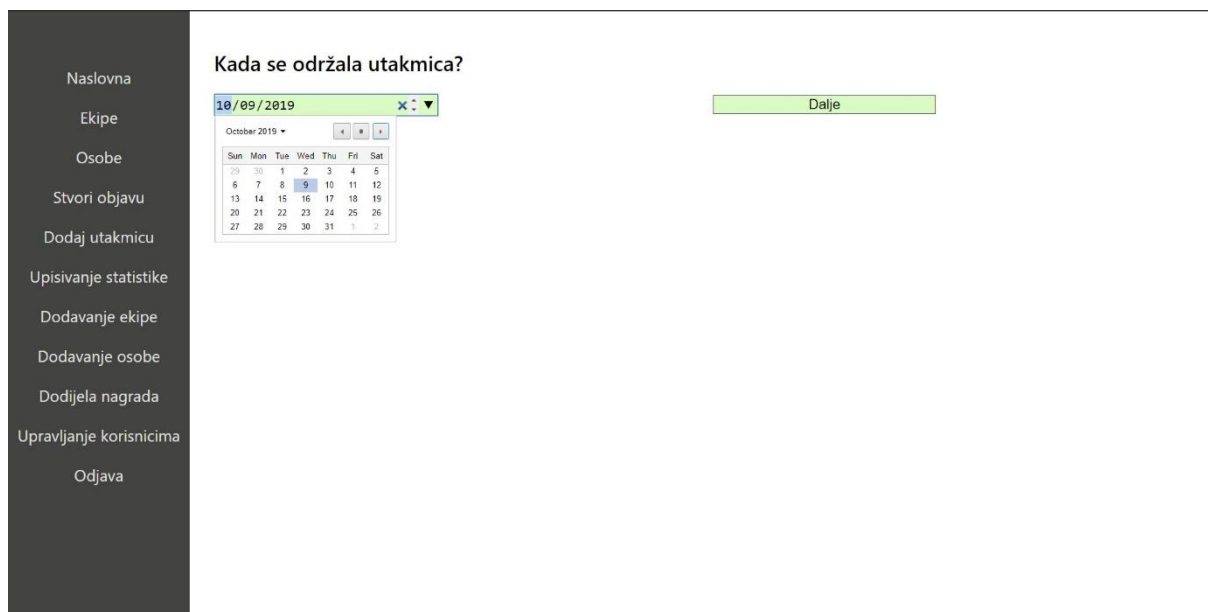 Naslovna
Ekipe
Osobe
Stvori objavu
Dodaj utakmicu
Upisivanje statistike
Dodavanje ekipe
Dodavanje osobe
Dodijela nagrada
Upravljanje korisnicima
Odjava
Kada se održala utakmica?
10/09/2019
October 2019
Sun Mon Tue Wed Thu Fri Sat
29 30 1 2 3 4 5
6 7 8 9 10 11 12
13 14 15 16 17 18 19
20 21 22 23 24 25 26
27 28 29 30 31 1 2
Dalje